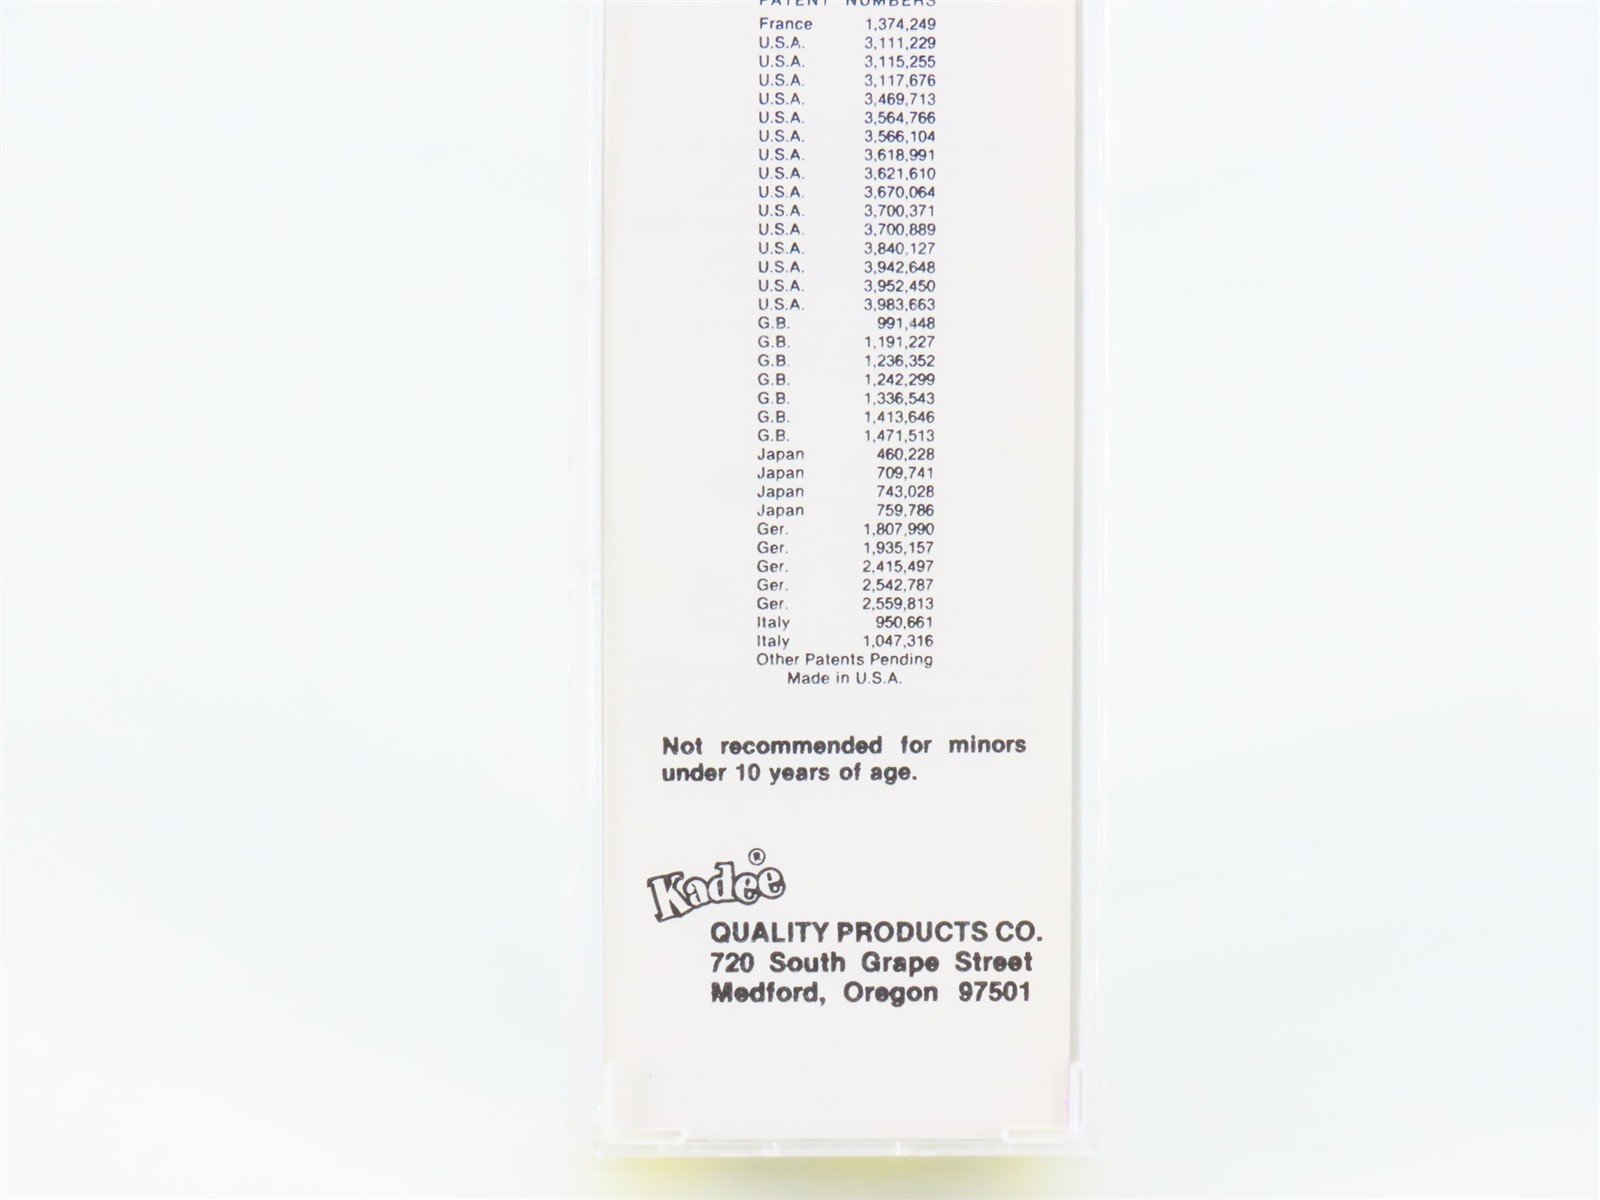 PATENT NUMBERS
France 1,374,249
U.S.A. 3,111,229
U.S.A. 3,115,255
U.S.A. 3,117,676
U.S.A. 3,469,713
U.S.A. 3,564,766
U.S.A. 3,566,104
U.S.A. 3,618,991
U.S.A. 3,621,610
U.S.A. 3,670,064
U.S.A. 3,700,371
U.S.A. 3,700,889
U.S.A. 3,840,127
U.S.A. 3,942,648
U.S.A. 3,952,450
U.S.A. 3,983,663
G.B. 991,448
G.B. 1,191,227
G.B. 1,236,352
G.B. 1,242,299
G.B. 1,336,543
G.B. 1,413,646
G.B. 1,471,513
Japan 460,228
Japan 709,741
Japan 743,028
Japan 759,786
Ger. 1,807,990
Ger. 1,935,157
Ger. 2,415,497
Ger. 2,542,787
Ger. 2,559,813
Italy 950,661
Italy 1,047,316
Other Patents Pending
Made in U.S.A.
Not recommended for minors
under 10 years of age.
Kadee®
QUALITY PRODUCTS CO.
720 South Grape Street
Medford, Oregon 97501